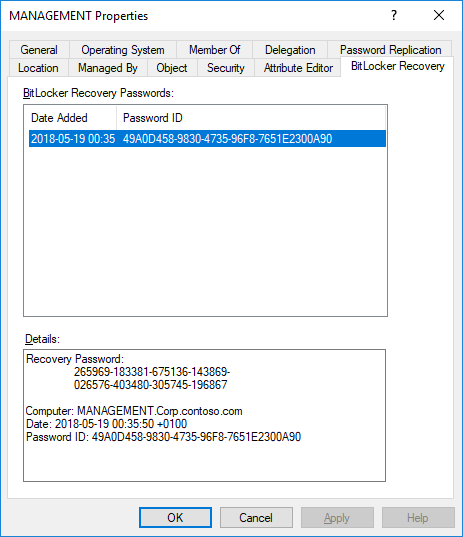 MANAGEMENT Properties
General Operating System Member Of Delegation Password Replication
Location Managed By Object Security Attribute Editor BitLocker Recovery
BitLocker Recovery Passwords:
Date Added Password ID
2018-05-19 00:35 49A0D458-9830-4735-96F8-7651E2300A90
Details:
Recovery Password:
265969-183381-675136-143869-
026576-403480-305745-196867
Computer: MANAGEMENT.Corp.contoso.com
Date: 2018-05-19 00:35:50 +0100
Password ID: 49A0D458-9830-4735-96F8-7651E2300A90
OK Cancel Apply Help